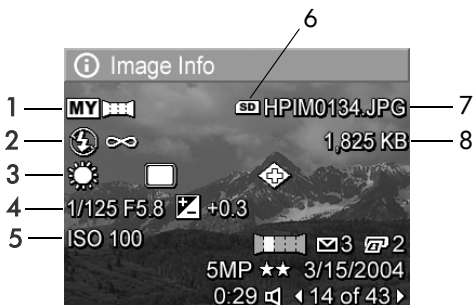 6
Image Info
1 MY SD HPIM0134.JPG 7
2 1,825 KB 8
3
4 1/125 F5.8 +0.3
5 ISO 100
3 2
5MP ★★ 3/15/2004
0:29 14 of 43